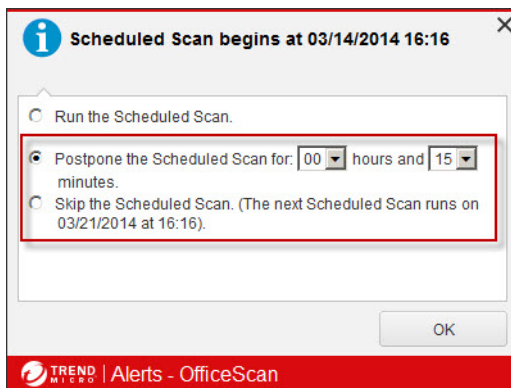 Scheduled Scan begins at 03/14/2014 16:16
Run the Scheduled Scan.
Postpone the Scheduled Scan for: 00 hours and 15
minutes.
Skip the Scheduled Scan. (The next Scheduled Scan runs on
03/21/2014 at 16:16).
OK
TREND MICRO | Alerts - OfficeScan